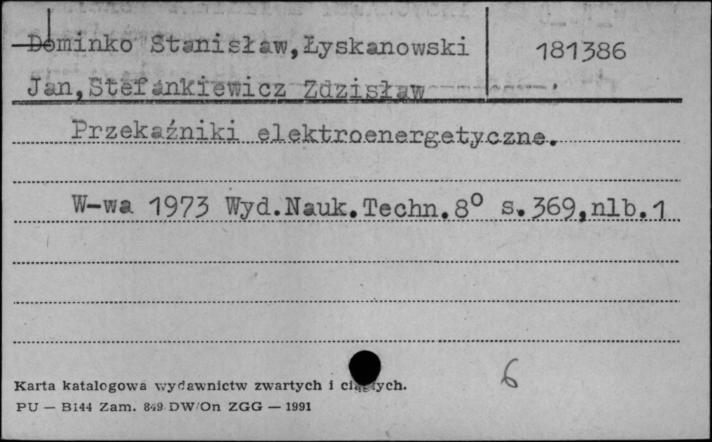 Dominko Stanisław,Łyskanowski
181386
Jan,Stefankiewicz Zdzisław
Przekaźniki elektroenergetyczne.
W-wa 1973 Wyd.Nauk.Techn.8° s.369,nlb.1
6
Karta katalogowa wydawnictw zwartych i ciągłych.
PU — B144 Zam. 849 DW/On ZGG — 1991